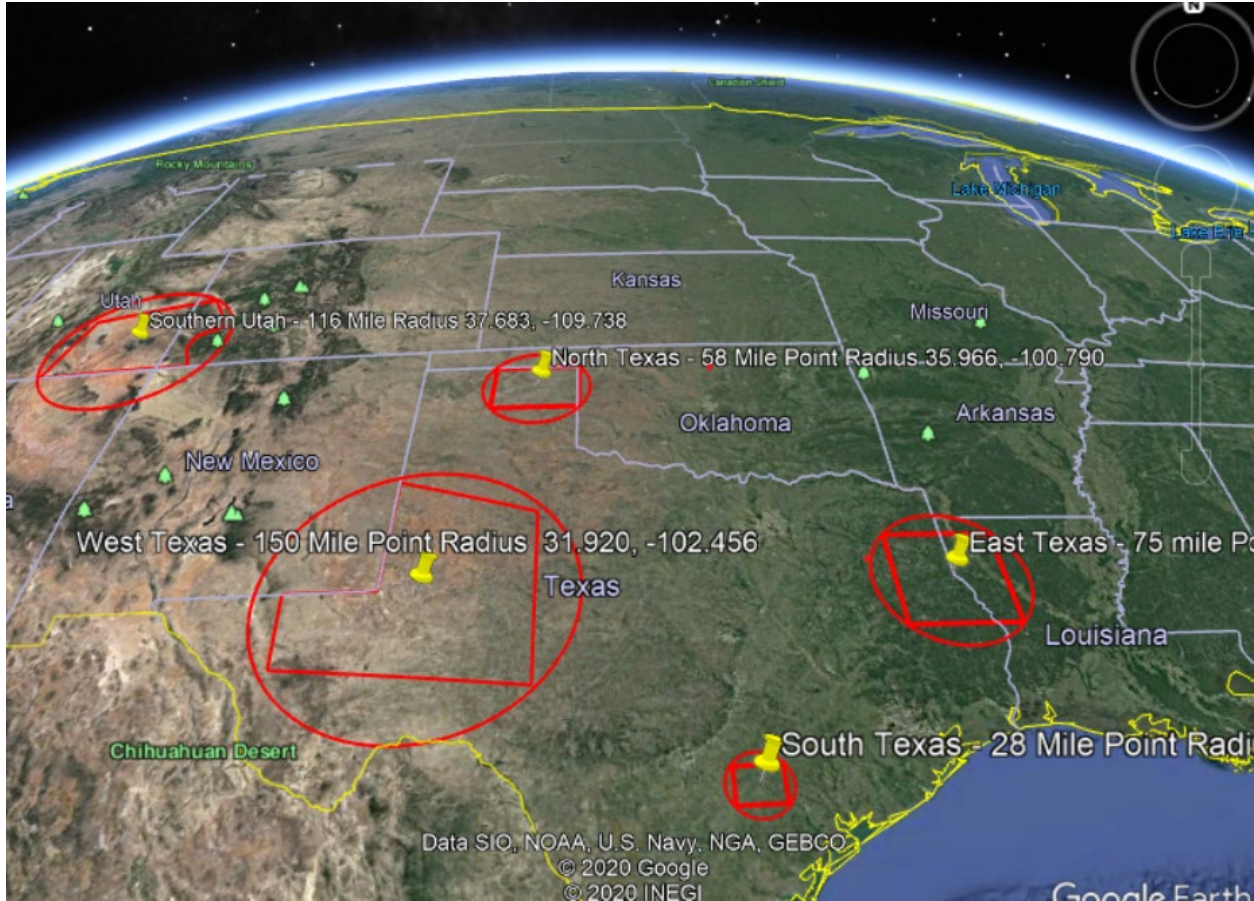 N
Canadian Shield
Rocky Mountains
Lake Michigan
Lake Erie
Kansas
Utah
Missouri
Southern Utah - 116 Mile Radius 37.683, -109.738
North Texas - 58 Mile Point Radius 35.966, -100.790
Arkansas
Oklahoma
New Mexico
a
West Texas - 150 Mile Point Radius 31.920, -102.456
East Texas - 75 mile Po
Texas
Louisiana
Chihuahuan Desert
South Texas - 28 Mile Point Radiu
Data SIO, NOAA, U.S. Navy, NGA, GEBCO
© 2020 Google
© 2020 INEGI
Google Earth